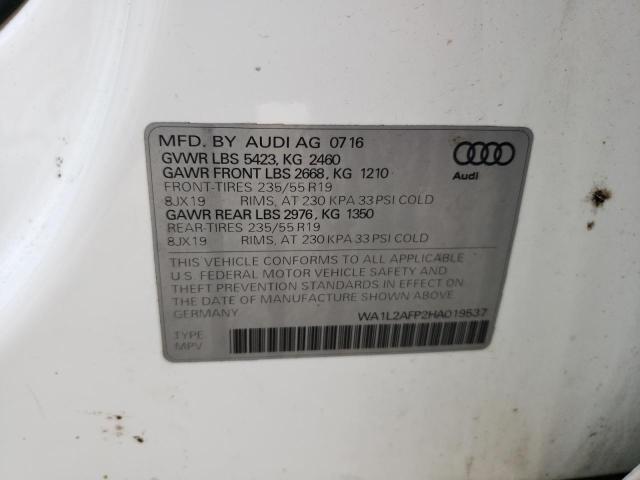 MFD. BY AUDI AG 0716
GVWR LBS 5423, KG 2460
GAWR FRONT LBS 2668, KG 1210
FRONT-TIRES 235/55 R19
8JX19 RIMS, AT 230 KPA 33 PSI COLD
GAWR REAR LBS 2976, KG 1350
REAR-TIRES 235/55 R19
8JX19 RIMS, AT 230 KPA 33 PSI COLD
Audi
THIS VEHICLE CONFORMS TO ALL APPLICABLE
U.S. FEDERAL MOTOR VEHICLE SAFETY AND
THEFT PREVENTION STANDARDS IN EFFECT ON
THE DATE OF MANUFACTURE SHOWN ABOVE
GERMANY
WA1L2AFP2HA019537
TYPE:
MPV